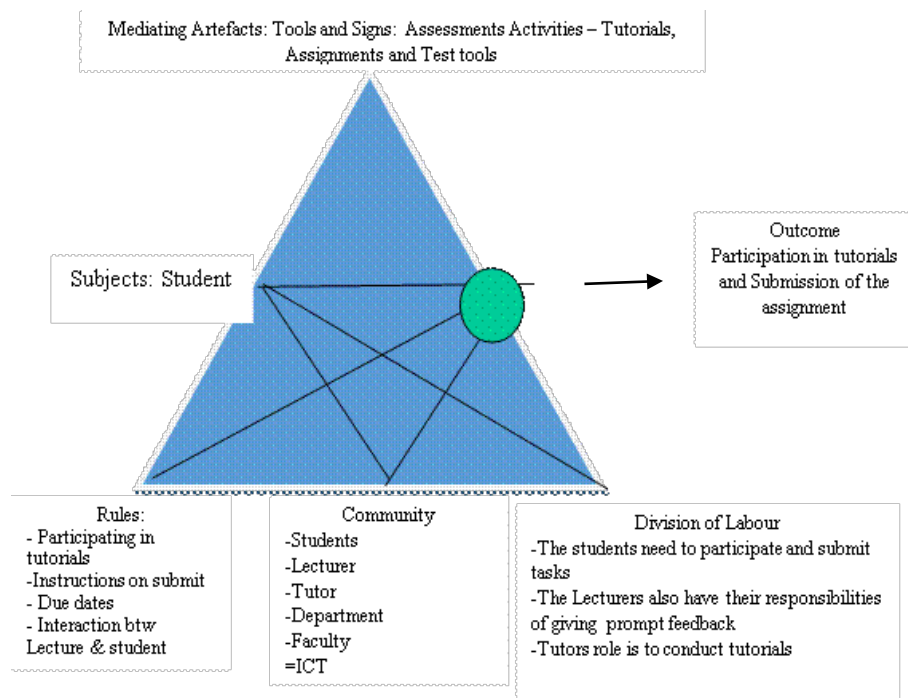 Mediating Artefacts: Tools and Signs: Assessments Activities – Tutorials,
Assignments and Test tools
Subjects: Student
Outcome
Participation in tutorials
and Submission of the
assignment
Rules:
- Participating in
tutorials
-Instructions on submit
- Due dates
- Interaction btw
Lecture & student
Community
-Students
-Lecturer
-Tutor
-Department
-Faculty
=ICT
Division of Labour
-The students need to participate and submit
tasks
-The Lecturers also have their responsibilities
of giving prompt feedback
-Tutors role is to conduct tutorials